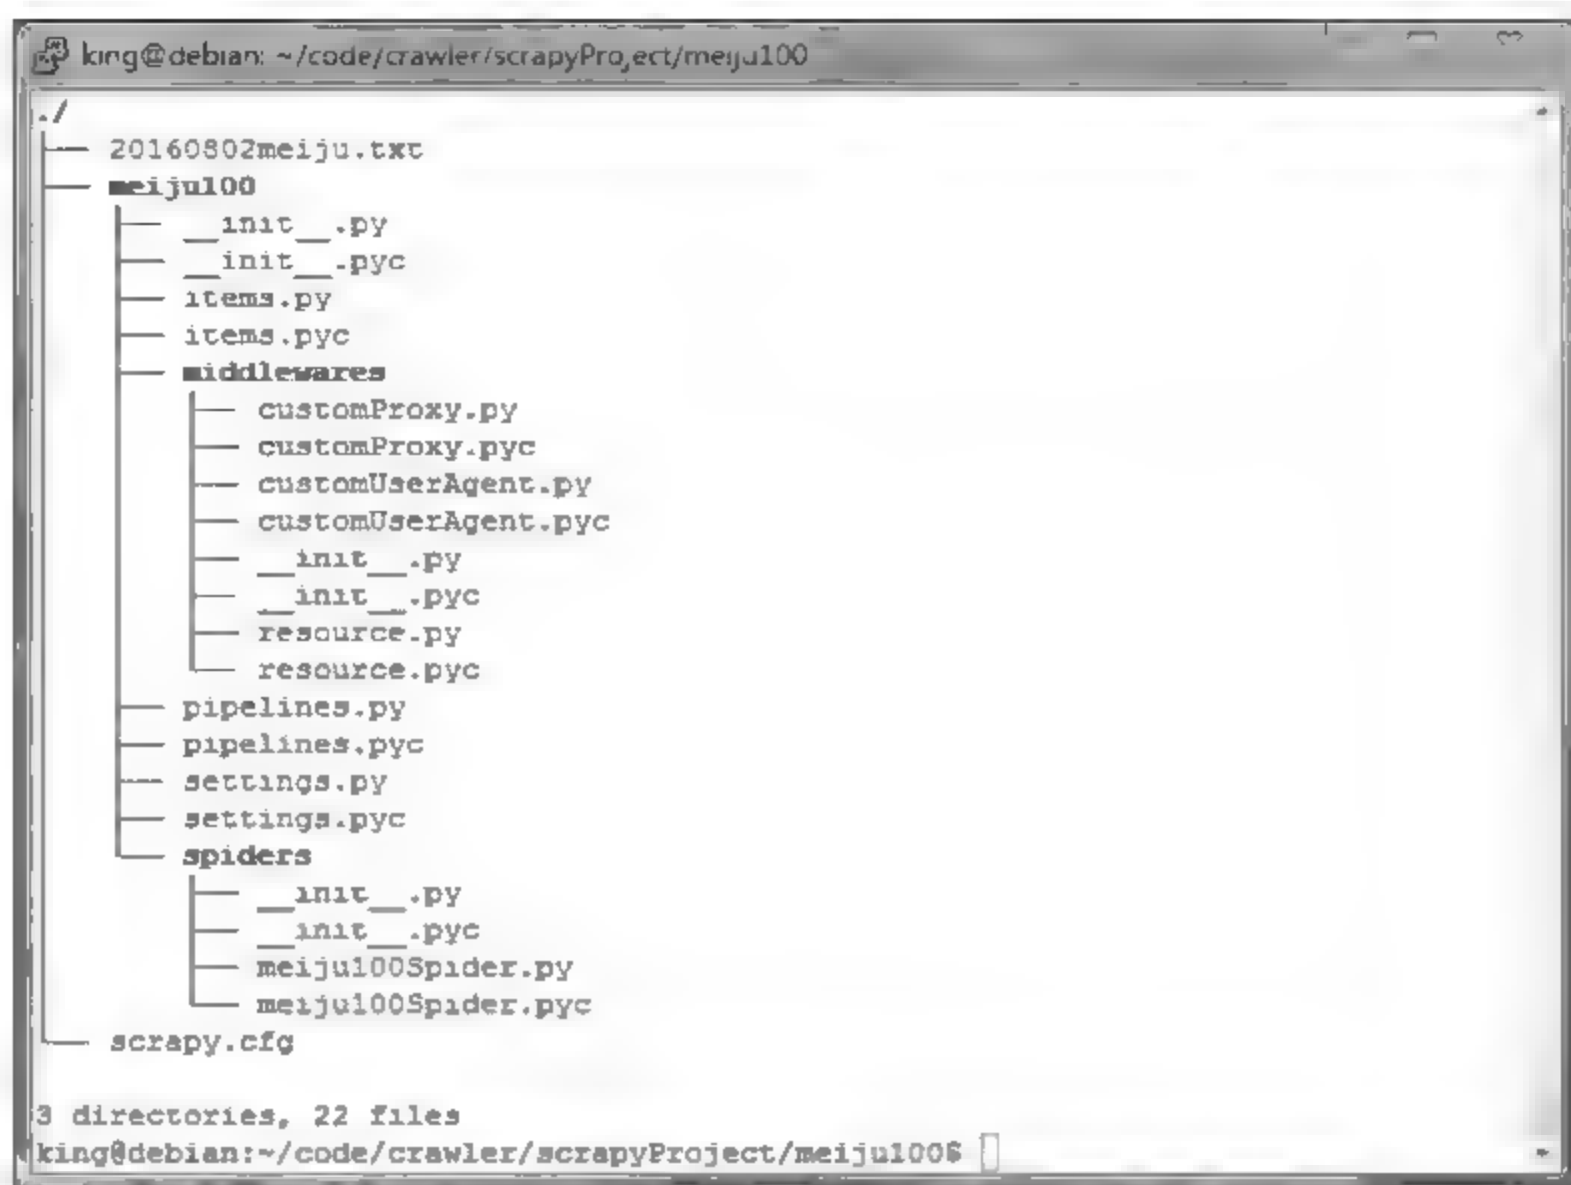 king@debian: ~/code/crawler/scrapyProject/meiju100
./
├── 20160802meiju.txt
├── meiju100
│   ├── __init__.py
│   ├── __init__.pyc
│   ├── items.py
│   ├── items.pyc
│   ├── middlewares
│   │   ├── customProxy.py
│   │   ├── customProxy.pyc
│   │   ├── customUserAgent.py
│   │   ├── customUserAgent.pyc
│   │   ├── __init__.py
│   │   ├── __init__.pyc
│   │   ├── resource.py
│   │   └── resource.pyc
│   ├── pipelines.py
│   ├── pipelines.pyc
│   ├── settings.py
│   ├── settings.pyc
│   └── spiders
│       ├── __init__.py
│       ├── __init__.pyc
│       ├── meiju100Spider.py
│       └── meiju100Spider.pyc
└── scrapy.cfg
3 directories, 22 files
king@debian:~/code/crawler/scrapyProject/meiju100$